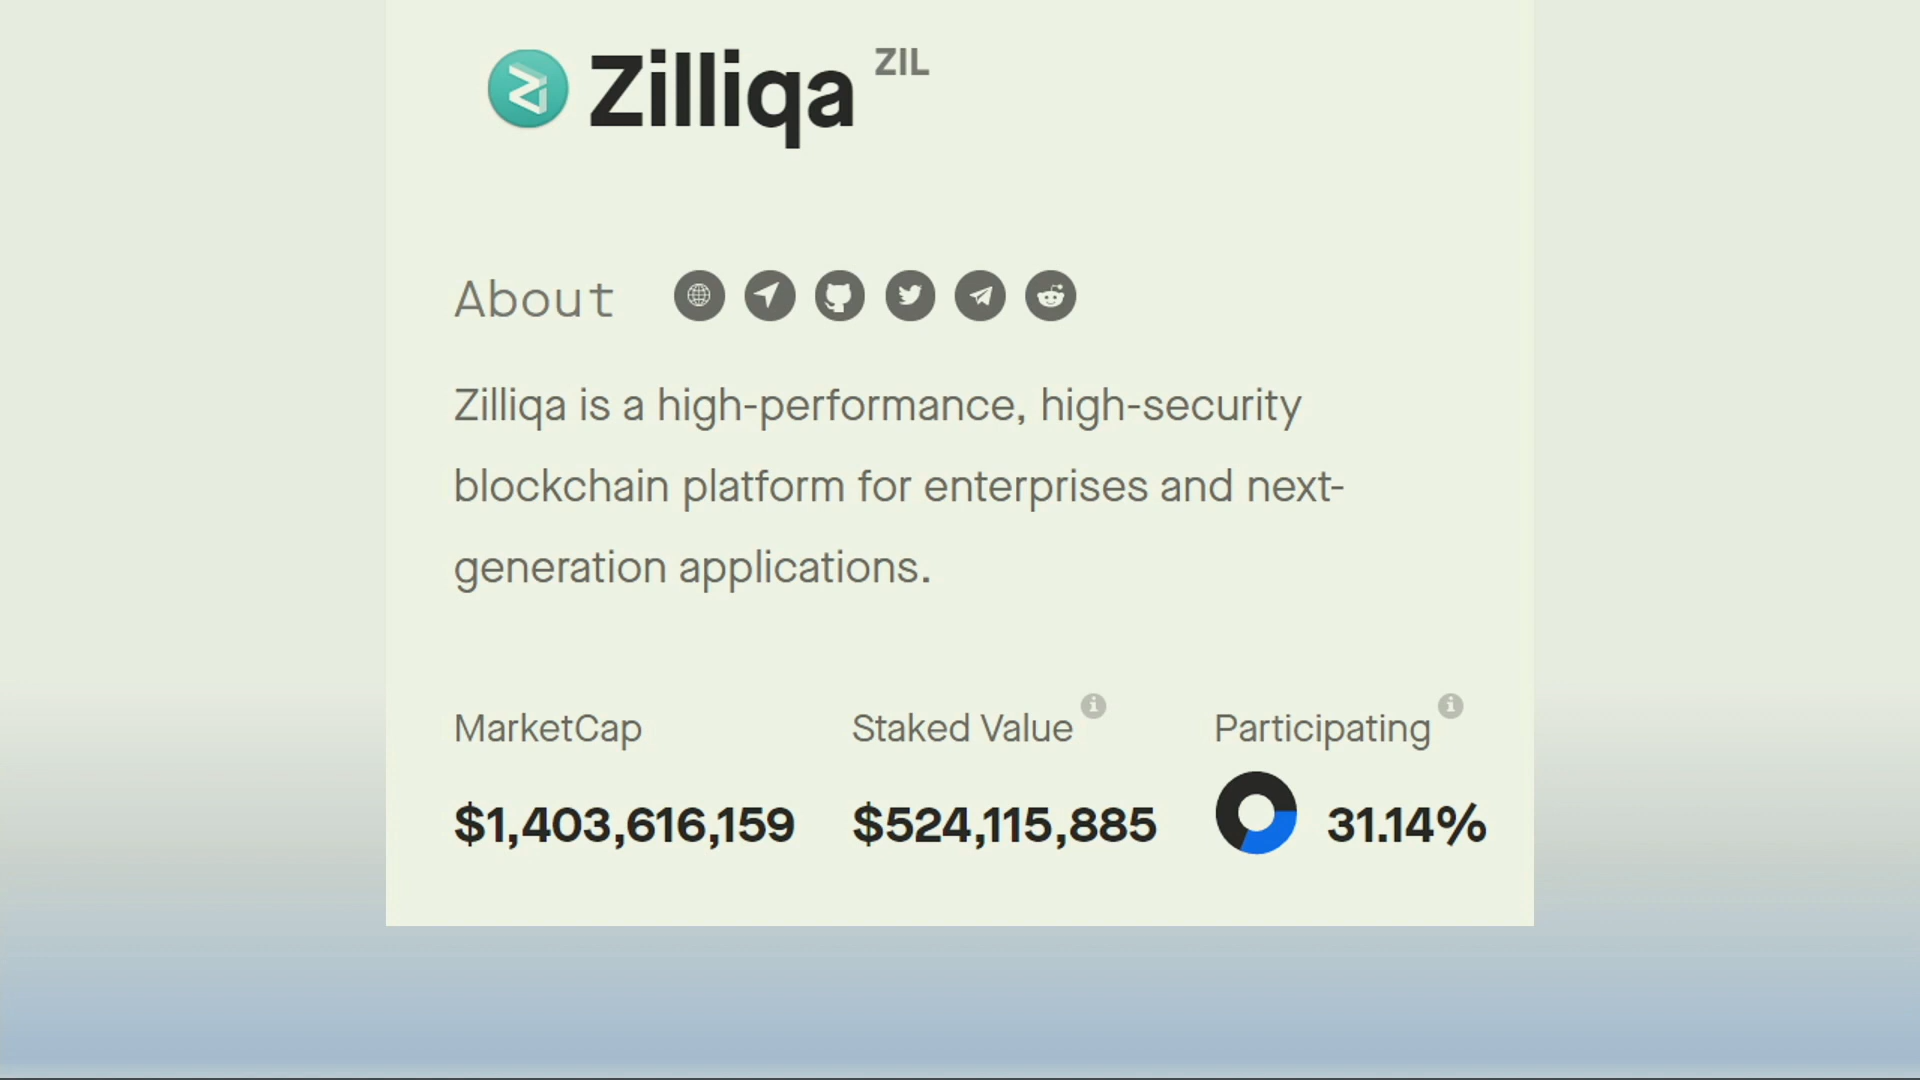 Zilliqa ZIL
About
Zilliqa is a high-performance, high-security
blockchain platform for enterprises and next-
generation applications.
MarketCap Staked Value Participating
$1,403,616,159 $524,115,885 31.14%